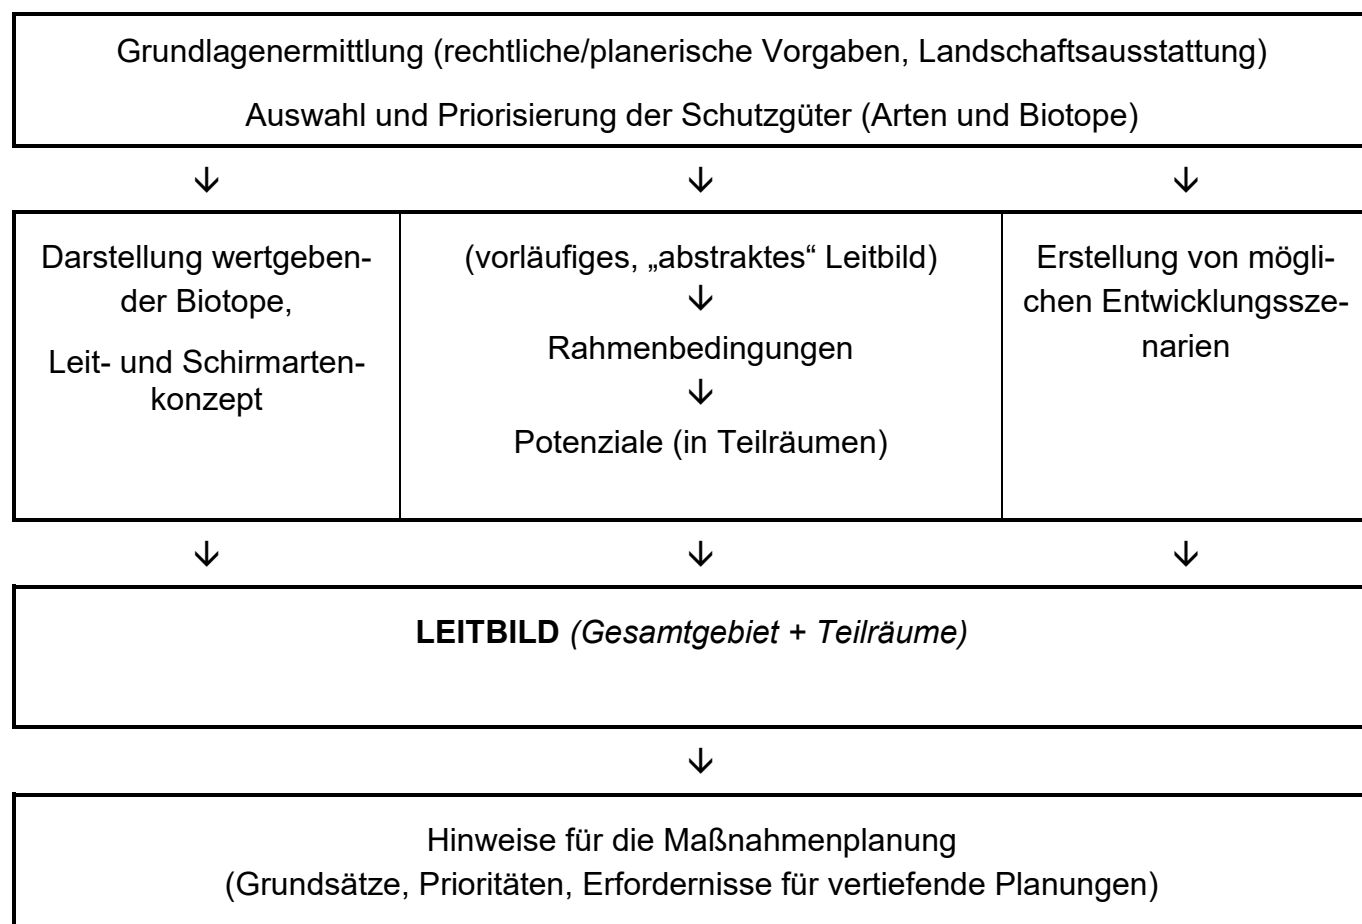 Grundlagenermittlung (rechtliche/planerische Vorgaben, Landschaftsausstattung)
Auswahl und Priorisierung der Schutzgüter (Arten und Biotope)
↓ ↓ ↓
Darstellung wertgeben-
der Biotope,
Leit- und Schirmarten-
konzept
(vorläufiges, „abstraktes“ Leitbild)
↓
Rahmenbedingungen
↓
Potenziale (in Teilräumen)
Erstellung von mögli-
chen Entwicklungssze-
narien
↓ ↓ ↓
LEITBILD (Gesamtgebiet + Teilräume)
↓
Hinweise für die Maßnahmenplanung
(Grundsätze, Prioritäten, Erfordernisse für vertiefende Planungen)